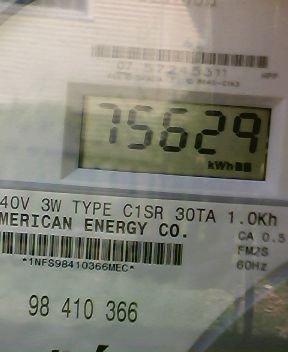 75629
kWh
40V 3W TYPE C1SR 30TA 1.0Kh
MERICAN ENERGY CO.
CA 0.5
FM2S
60Hz
*1NFS98410366MEC*
98 410 366